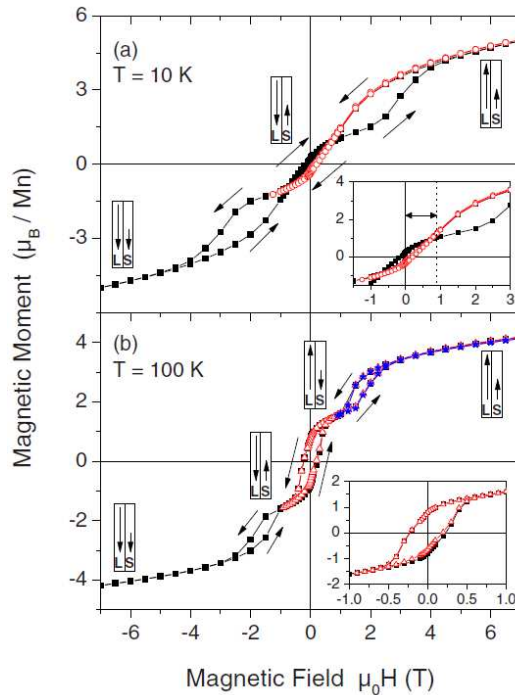 6
(a)
T = 10 K
3
0
-3
L S
L S
L S
4
2
0
-1 0 1 2 3
4
(b)
T = 100 K
2
0
-2
-4
L S
L S
L S
L S
2
1
0
-1
-2
-1.0 -0.5 0.0 0.5 1.0
-6 -4 -2 0 2 4 6
Magnetic Moment (μB / Mn)
Magnetic Field μ0H (T)